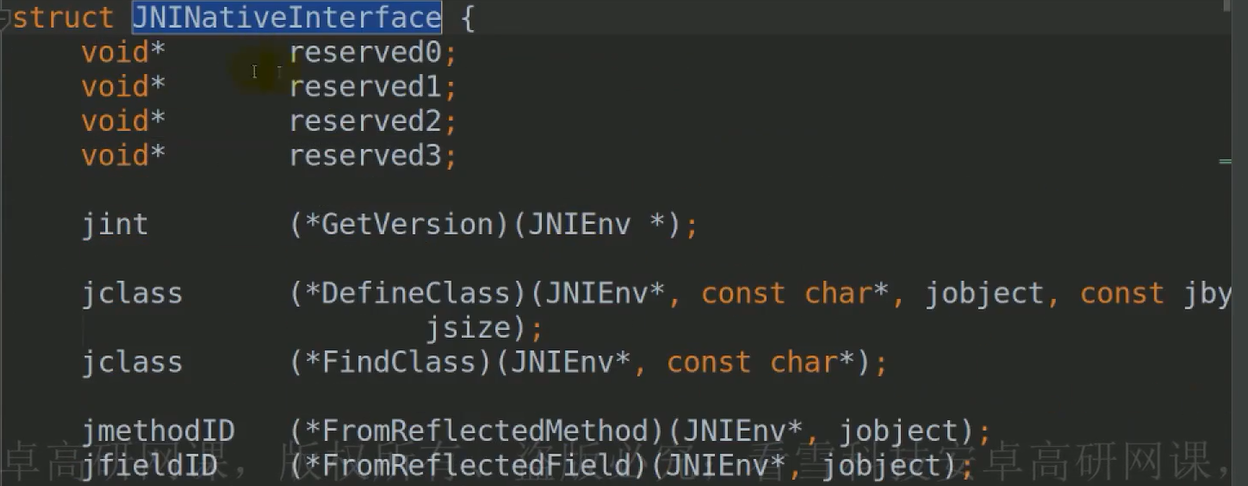 struct JNINativeInterface {
void* reserved0;
void* reserved1;
void* reserved2;
void* reserved3;
jint (*GetVersion)(JNIEnv *);
jclass (*DefineClass)(JNIEnv*, const char*, jobject, const jby
jsize);
jclass (*FindClass)(JNIEnv*, const char*);
jmethodID (*FromReflectedMethod)(JNIEnv*, jobject);
jfieldID (*FromReflectedField)(JNIEnv*, jobject);
卓高研网课，版权所有，盗版必究，看雪科技安卓高研网课，